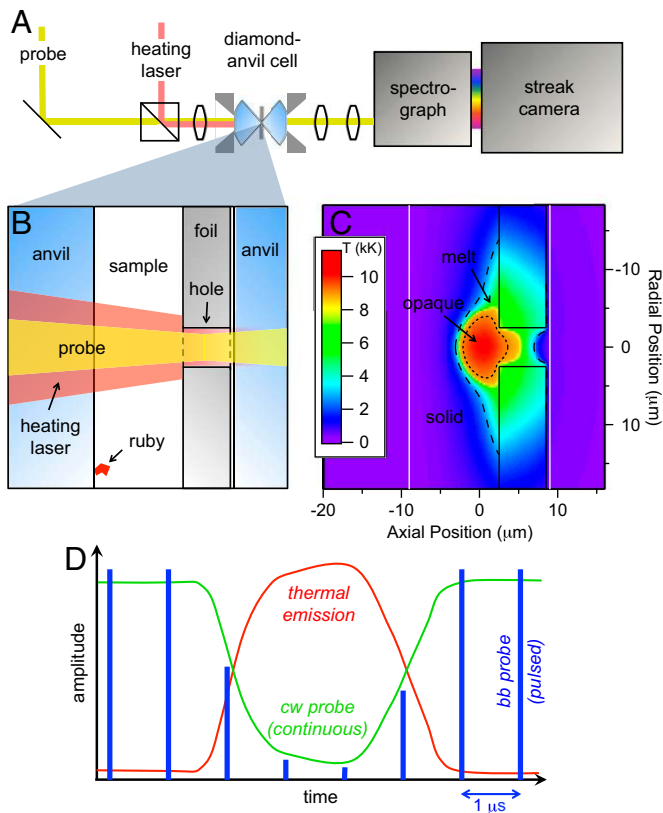 A
probe
heating
laser
diamond-
anvil cell
spectro-
graph
streak
camera
B
anvil
sample
foil
anvil
hole
probe
heating
laser
ruby
C
T (kK)
10
8
6
4
2
0
melt
opaque
solid
-10
0
10
Radial Position (μm)
-20
-10
0
10
Axial Position (μm)
D
amplitude
thermal
emission
cw probe
(continuous)
bb probe
(pulsed)
time
1 μs